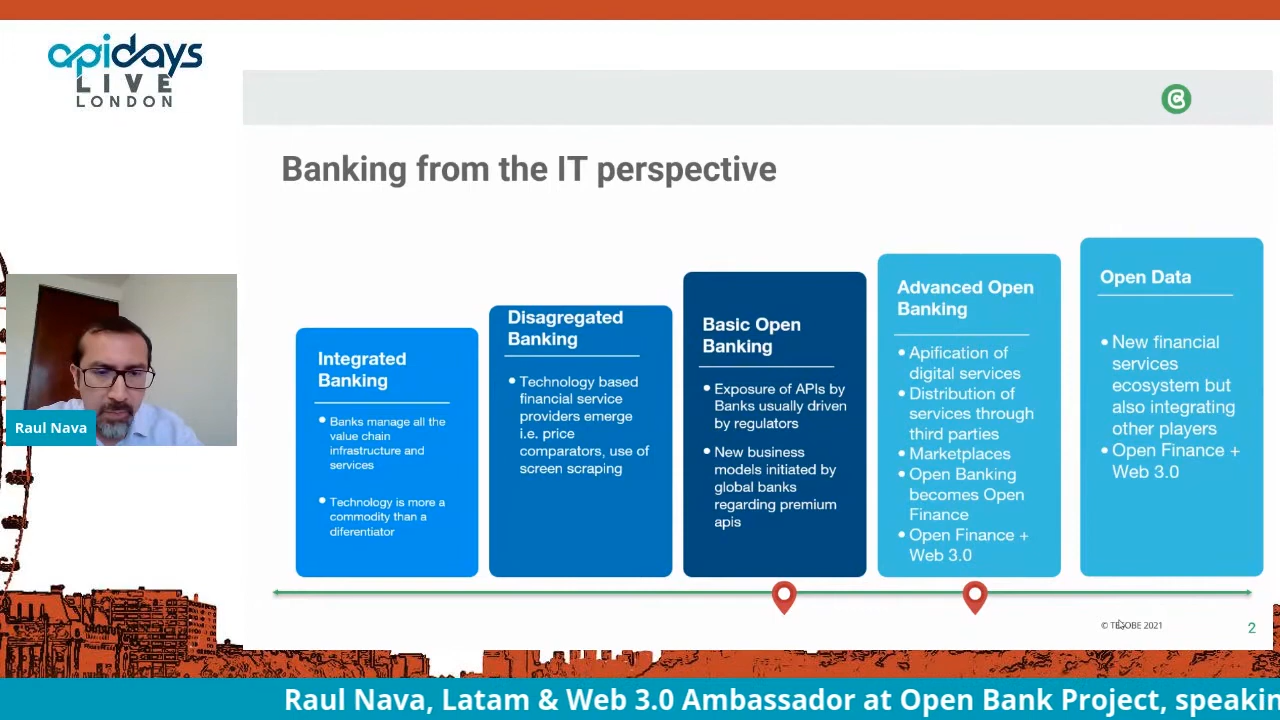 apidays
LIVE
LONDON
Banking from the IT perspective
Integrated
Banking
• Banks manage all the
value chain
infrastructure and
services
• Technology is more a
commodity than a
diferentiator
Disagregated
Banking
• Technology based
financial service
providers emerge
i.e. price
comparators, use of
screen scraping
Basic Open
Banking
• Exposure of APIs by
Banks usually driven
by regulators
• New business
models initiated by
global banks
regarding premium
apis
Advanced Open
Banking
• Apification of
digital services
• Distribution of
services through
third parties
• Marketplaces
• Open Banking
becomes Open
Finance
• Open Finance +
Web 3.0
Open Data
• New financial
services
ecosystem but
also integrating
other players
• Open Finance +
Web 3.0
Raul Nava
© 2021
2
Raul Nava, Latam & Web 3.0 Ambassador at Open Bank Project, speakin